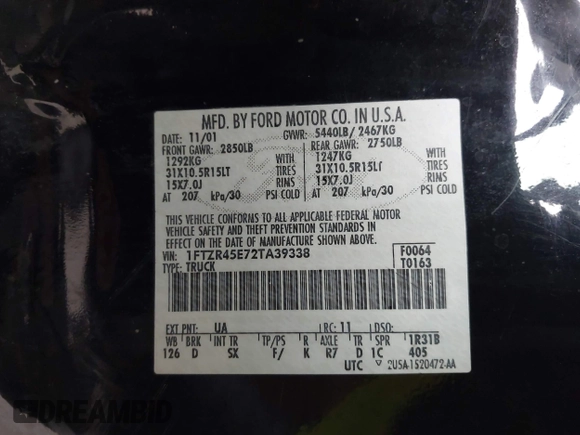 MFD. BY FORD MOTOR CO. IN U.S.A.
DATE: 11/01 GVWR: 5440LB / 2467KG
FRONT GAWR: 2850LB REAR GAWR: 2750LB
1292KG WITH 1247KG WITH
31X10.5R15LT TIRES 31X10.5R15LT TIRES
15X7.0J RIMS 15X7.0J RIMS
AT 207 kPa/30 PSI COLD AT 207 kPa/30 PSI COLD
THIS VEHICLE CONFORMS TO ALL APPLICABLE FEDERAL MOTOR
VEHICLE SAFETY AND THEFT PREVENTION STANDARDS IN
EFFECT ON THE DATE OF MANUFACTURE SHOWN ABOVE.
VIN: 1FTZR45E72TA39338 F0064
TYPE: TRUCK T0163
EXT PNT: UA RC: 11 DSO:
WB BRK INT TR TP/PS R AXLE TR SPR 1R31B
126 D SX F/ K R7 D 1C 405
UTC ▽ 2USA-1520472-AA
DREAMBID